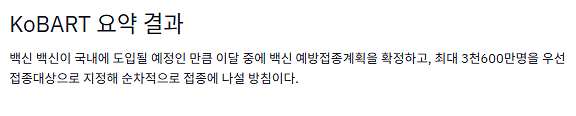 KoBART 요약 결과
백신 백신이 국내에 도입될 예정인 만큼 이달 중에 백신 예방접종계획을 확정하고, 최대 3천600만명을 우선
접종대상으로 지정해 순차적으로 접종에 나설 방침이다.